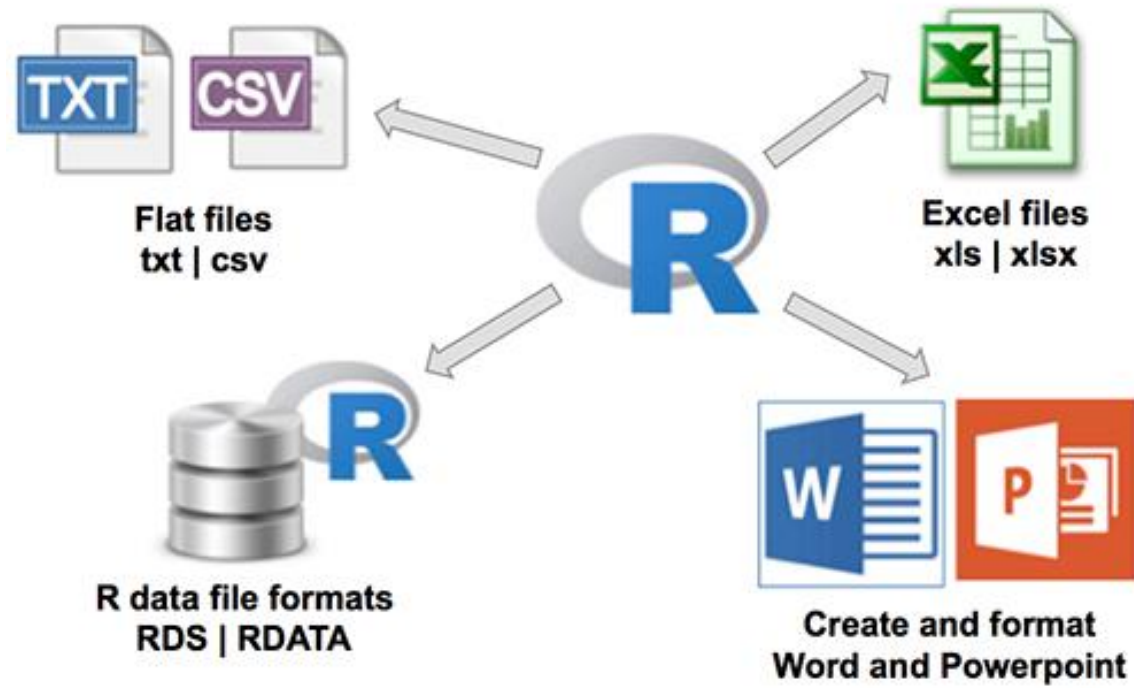 TXT
CSV
Flat files
txt | csv
R
X
Excel files
xls | xlsx
R
R data file formats
RDS | RDATA
W
P
Create and format
Word and Powerpoint